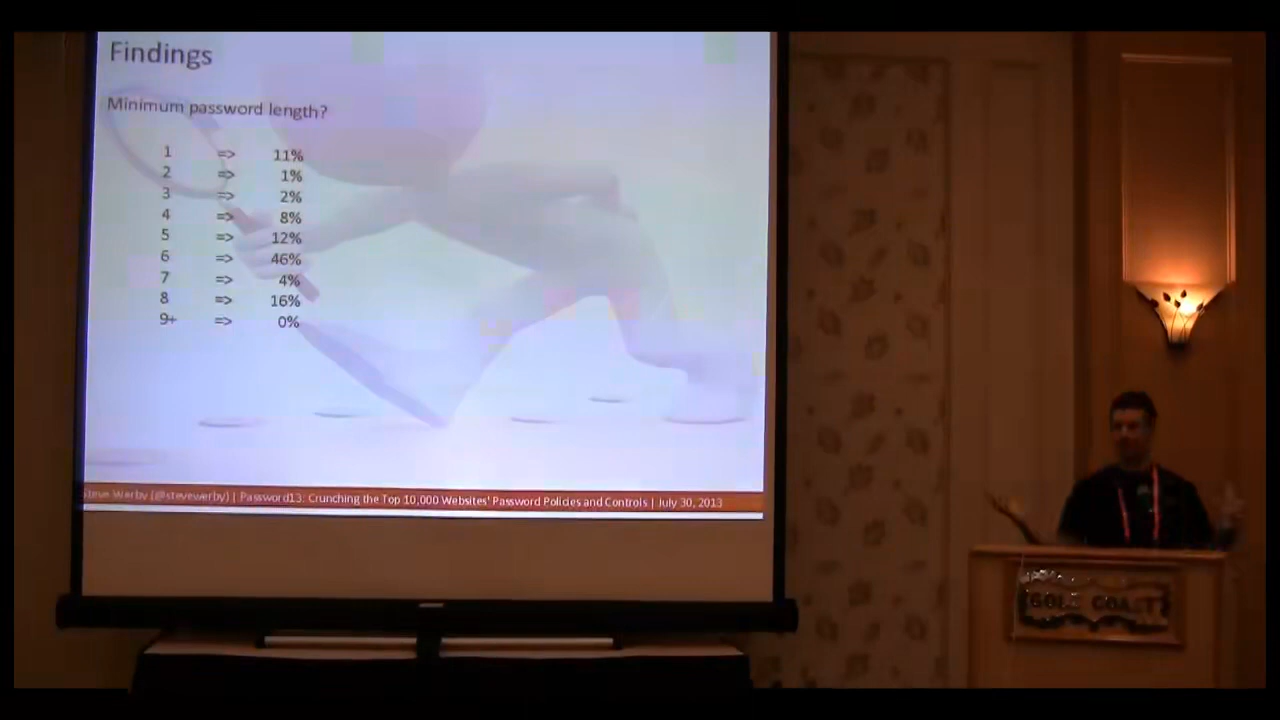 Findings
Minimum password length?
1 => 11%
2 => 1%
3 => 2%
4 => 8%
5 => 12%
6 => 46%
7 => 4%
8 => 16%
9+ => 0%
Steve Werby (@stevewerby) | Password13: Crunching the Top 10,000 Websites' Password Policies and Controls | July 30, 2013
GOLD COAST